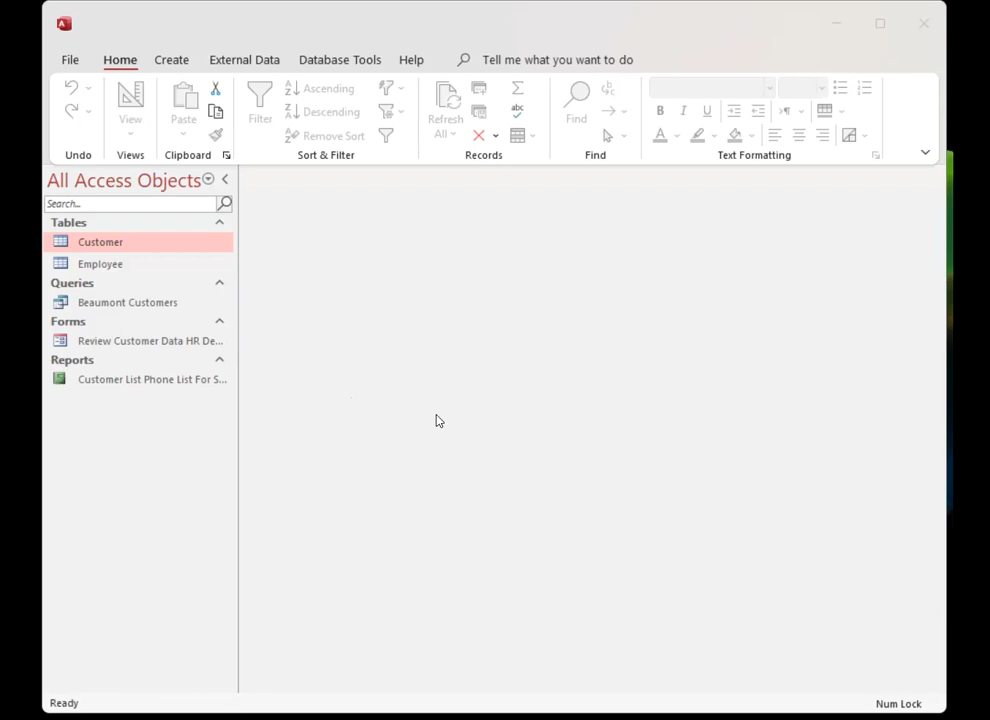 File Home Create External Data Database Tools Help Tell me what you want to do
View Paste Filter Ascending Descending Remove Sort Refresh All Find
Undo Views Clipboard Sort & Filter Records Find Text Formatting
All Access Objects
Search...
Tables
Customer
Employee
Queries
Beaumont Customers
Forms
Review Customer Data HR De...
Reports
Customer List Phone List For S...
Ready Num Lock